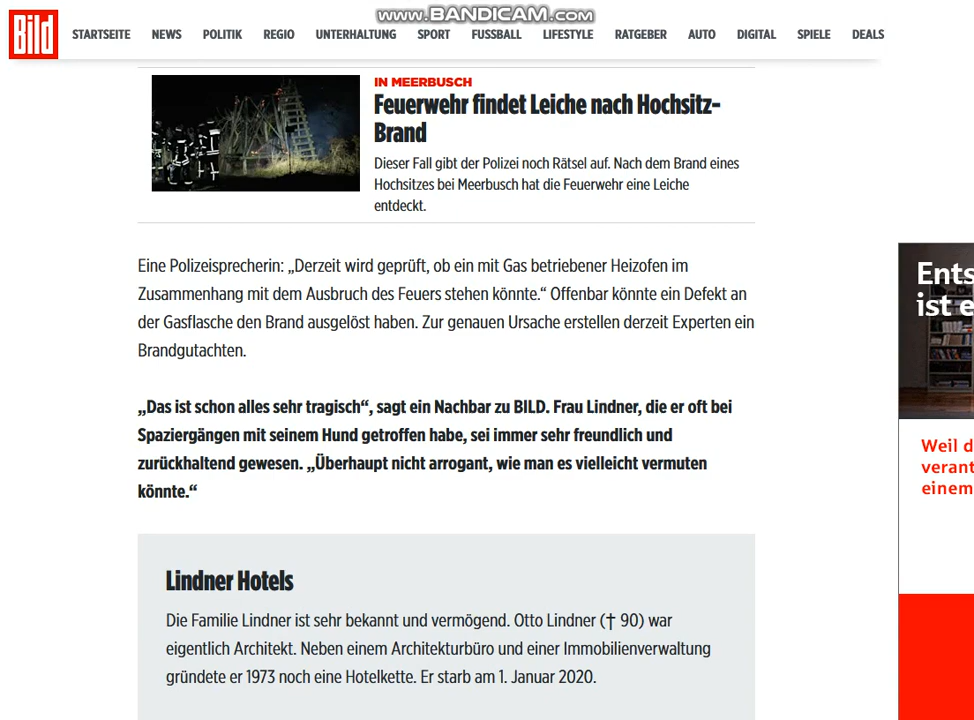 www.BANDICAM.com
Bild
STARTSEITE NEWS POLITIK REGIO UNTERHALTUNG SPORT FUSSBALL LIFESTYLE RATGEBER AUTO DIGITAL SPIELE DEALS
IN MEERBUSCH
Feuerwehr findet Leiche nach Hochsitz-
Brand
Dieser Fall gibt der Polizei noch Rätsel auf. Nach dem Brand eines
Hochsitzes bei Meerbusch hat die Feuerwehr eine Leiche
entdeckt.
Eine Polizeisprecherin: „Derzeit wird geprüft, ob ein mit Gas betriebener Heizofen im
Zusammenhang mit dem Ausbruch des Feuers stehen könnte.“ Offenbar könnte ein Defekt an
der Gasflasche den Brand ausgelöst haben. Zur genauen Ursache erstellen derzeit Experten ein
Brandgutachten.
„Das ist schon alles sehr tragisch“, sagt ein Nachbar zu BILD. Frau Lindner, die er oft bei
Spaziergängen mit seinem Hund getroffen habe, sei immer sehr freundlich und
zurückhaltend gewesen. „Überhaupt nicht arrogant, wie man es vielleicht vermuten
könnte.“
Lindner Hotels
Die Familie Lindner ist sehr bekannt und vermögend. Otto Lindner († 90) war
eigentlich Architekt. Neben einem Architekturbüro und einer Immobilienverwaltung
gründete er 1973 noch eine Hotelkette. Er starb am 1. Januar 2020.
Ents
ist e
Weil d
verant
einem